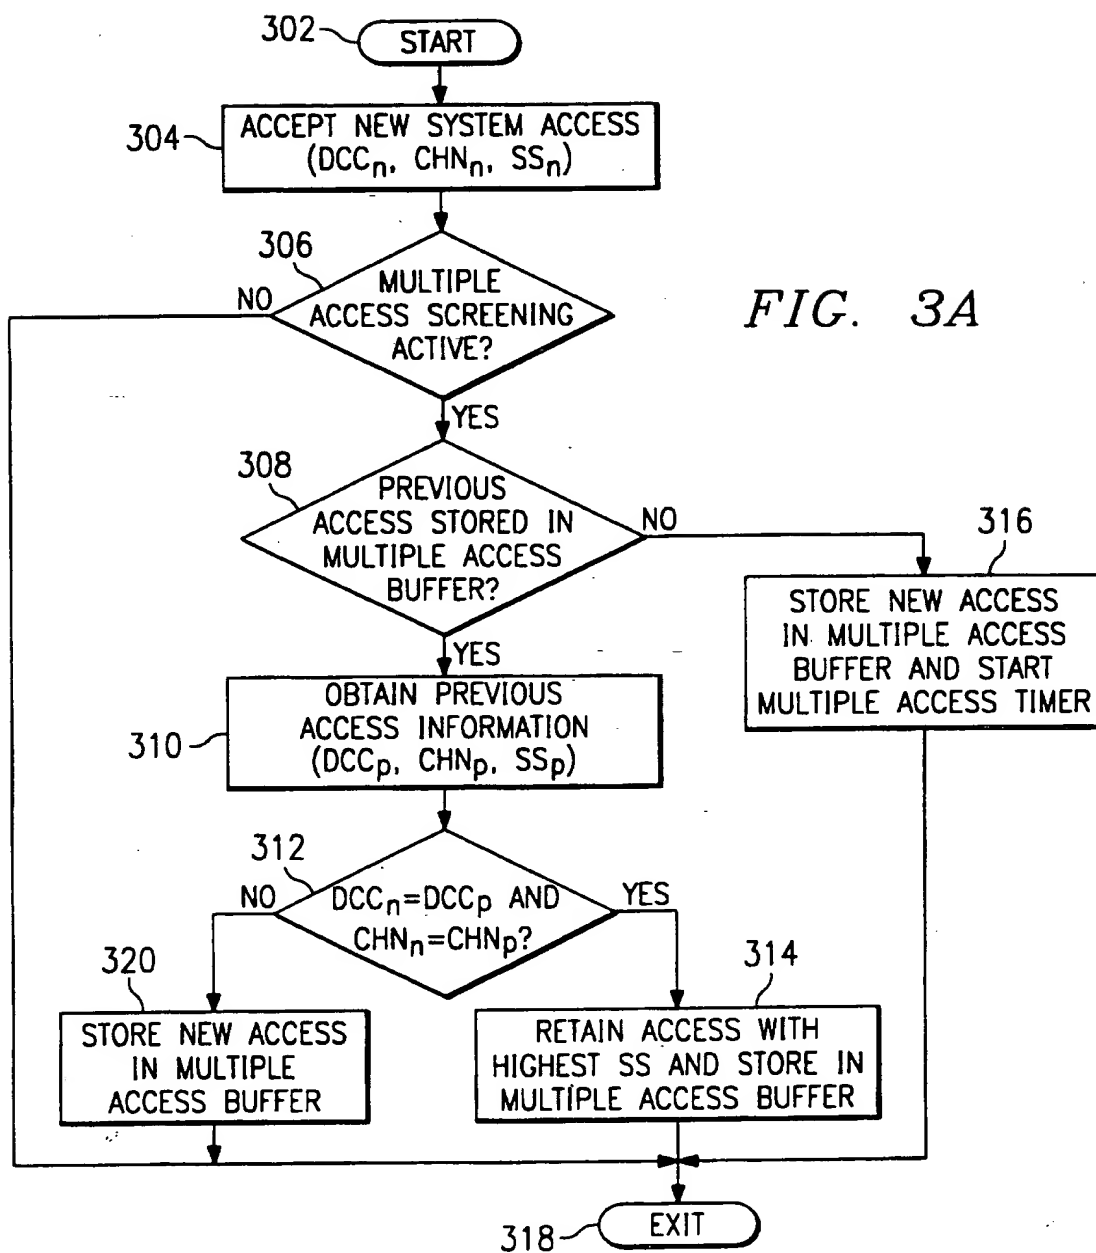 302
START
304
ACCEPT NEW SYSTEM ACCESS
(DCCn, CHNn, SSn)
306
MULTIPLE
ACCESS SCREENING
ACTIVE?
NO
YES
FIG. 3A
308
PREVIOUS
ACCESS STORED IN
MULTIPLE ACCESS
BUFFER?
NO
YES
316
STORE NEW ACCESS
IN MULTIPLE ACCESS
BUFFER AND START
MULTIPLE ACCESS TIMER
310
OBTAIN PREVIOUS
ACCESS INFORMATION
(DCCp, CHNp, SSp)
312
DCCn=DCCp AND
CHNn=CHNp?
NO
YES
320
STORE NEW ACCESS
IN MULTIPLE
ACCESS BUFFER
314
RETAIN ACCESS WITH
HIGHEST SS AND STORE IN
MULTIPLE ACCESS BUFFER
318
EXIT